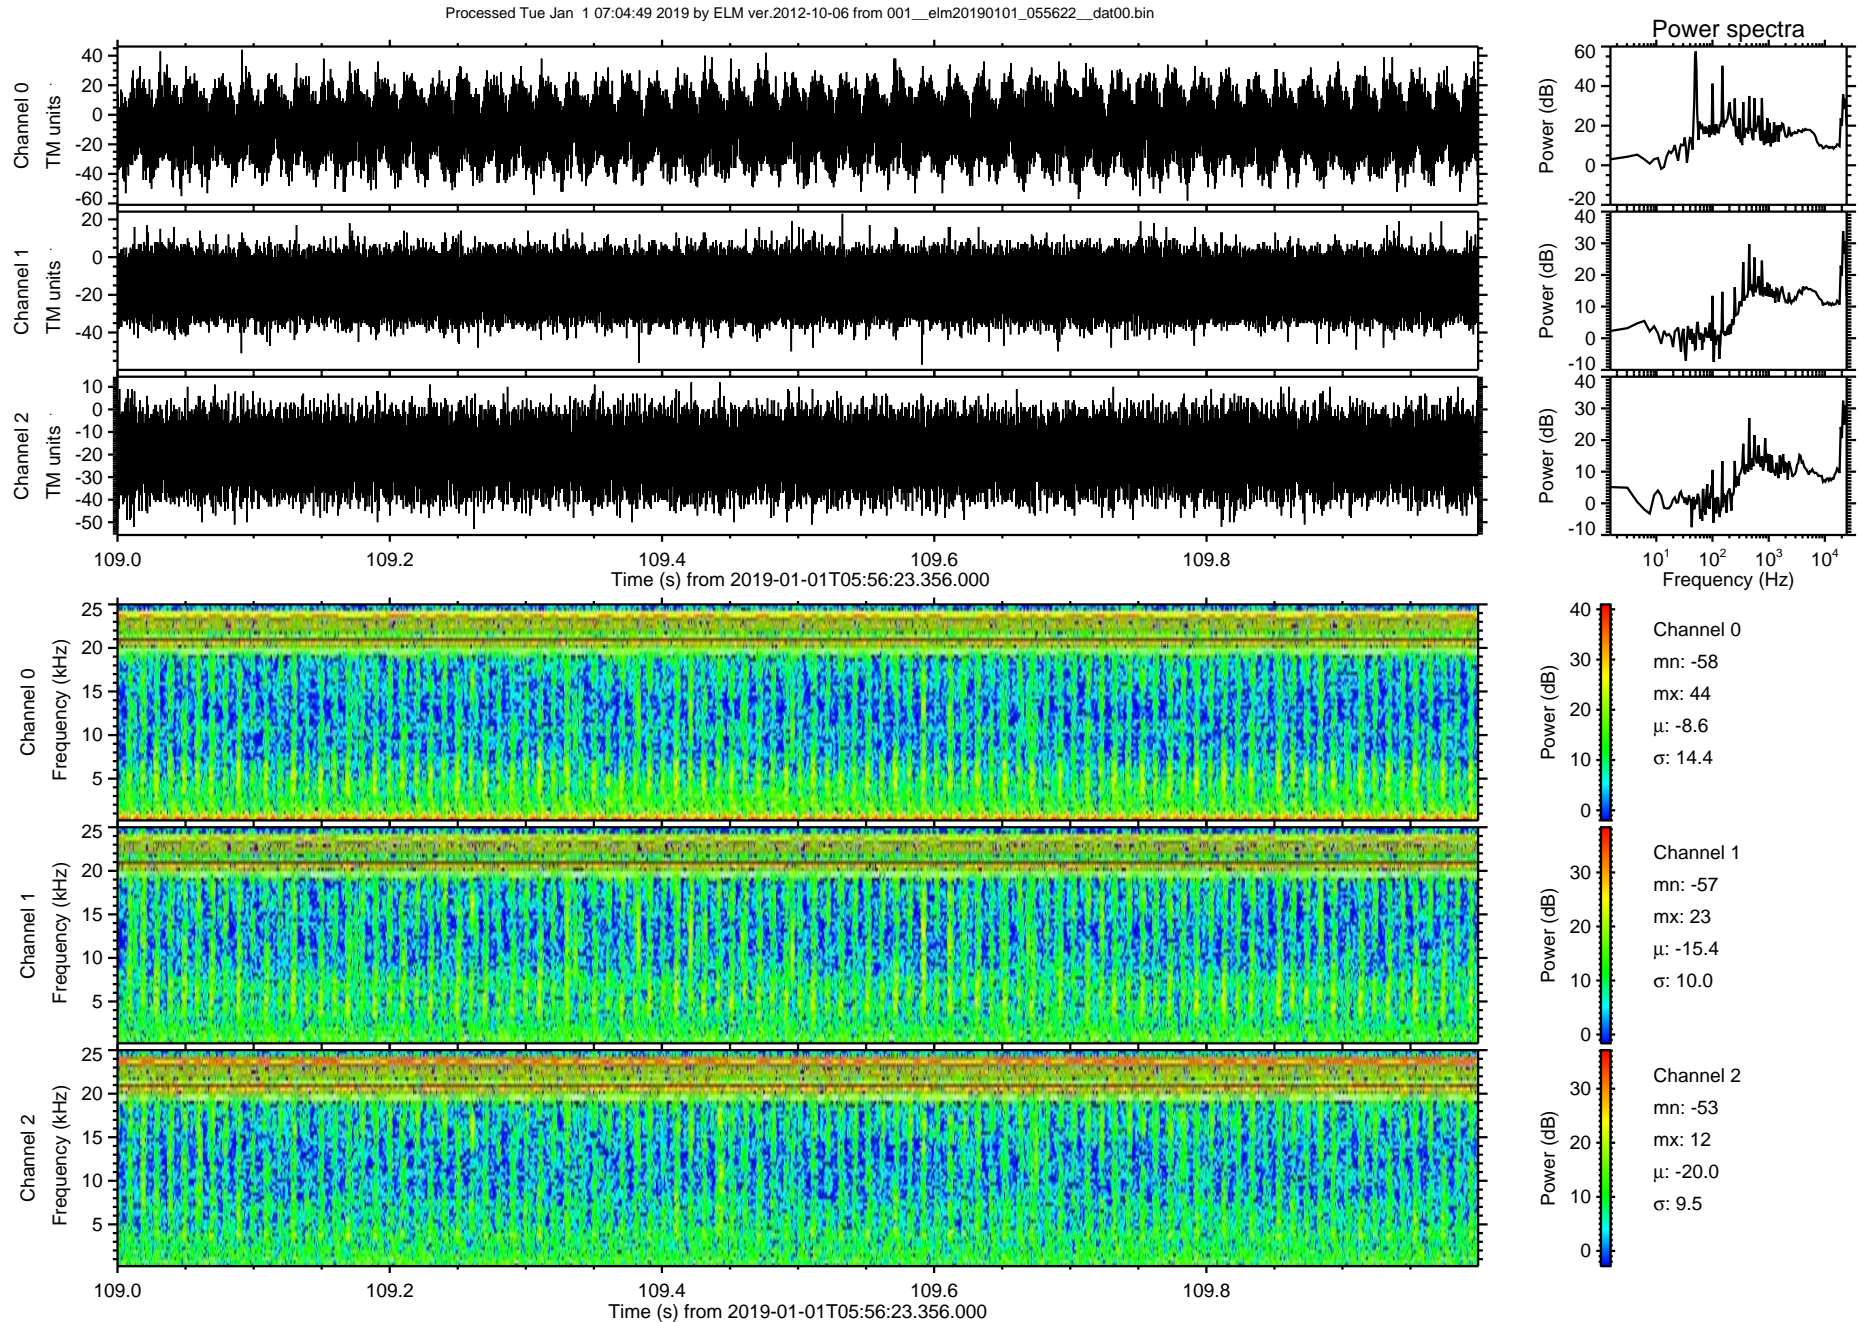 Processed Tue Jan  1 07:04:49 2019 by ELM ver.2012-10-06 from 001__elm20190101_055622__dat00.bin
Power spectra
Channel 0
TM units
40
20
0
-20
-40
-60
Power (dB)
60
40
20
0
-20
Channel 1
TM units
20
0
-20
-40
Power (dB)
40
30
20
10
0
-10
Channel 2
TM units
10
0
-10
-20
-30
-40
-50
Power (dB)
40
30
20
10
0
-10
109.0 109.2 109.4 109.6 109.8
Time (s) from 2019-01-01T05:56:23.356.000
10^1 10^2 10^3 10^4
Frequency (Hz)
Channel 0
Frequency (kHz)
25
20
15
10
5
Power (dB)
40
30
20
10
0
Channel 0
mn: -58
mx: 44
μ: -8.6
σ: 14.4
Channel 1
Frequency (kHz)
25
20
15
10
5
Power (dB)
30
20
10
0
Channel 1
mn: -57
mx: 23
μ: -15.4
σ: 10.0
Channel 2
Frequency (kHz)
25
20
15
10
5
Power (dB)
30
20
10
0
Channel 2
mn: -53
mx: 12
μ: -20.0
σ: 9.5
109.0 109.2 109.4 109.6 109.8
Time (s) from 2019-01-01T05:56:23.356.000